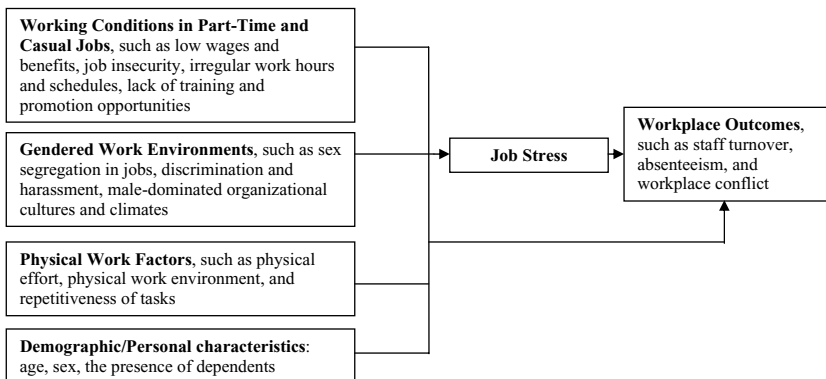 Working Conditions in Part-Time and
Casual Jobs, such as low wages and
benefits, job insecurity, irregular work hours
and schedules, lack of training and
promotion opportunities
Gendered Work Environments, such as sex
segregation in jobs, discrimination and
harassment, male-dominated organizational
cultures and climates
Physical Work Factors, such as physical
effort, physical work environment, and
repetitiveness of tasks
Demographic/Personal characteristics:
age, sex, the presence of dependents
Job Stress
Workplace Outcomes,
such as staff turnover,
absenteeism, and
workplace conflict